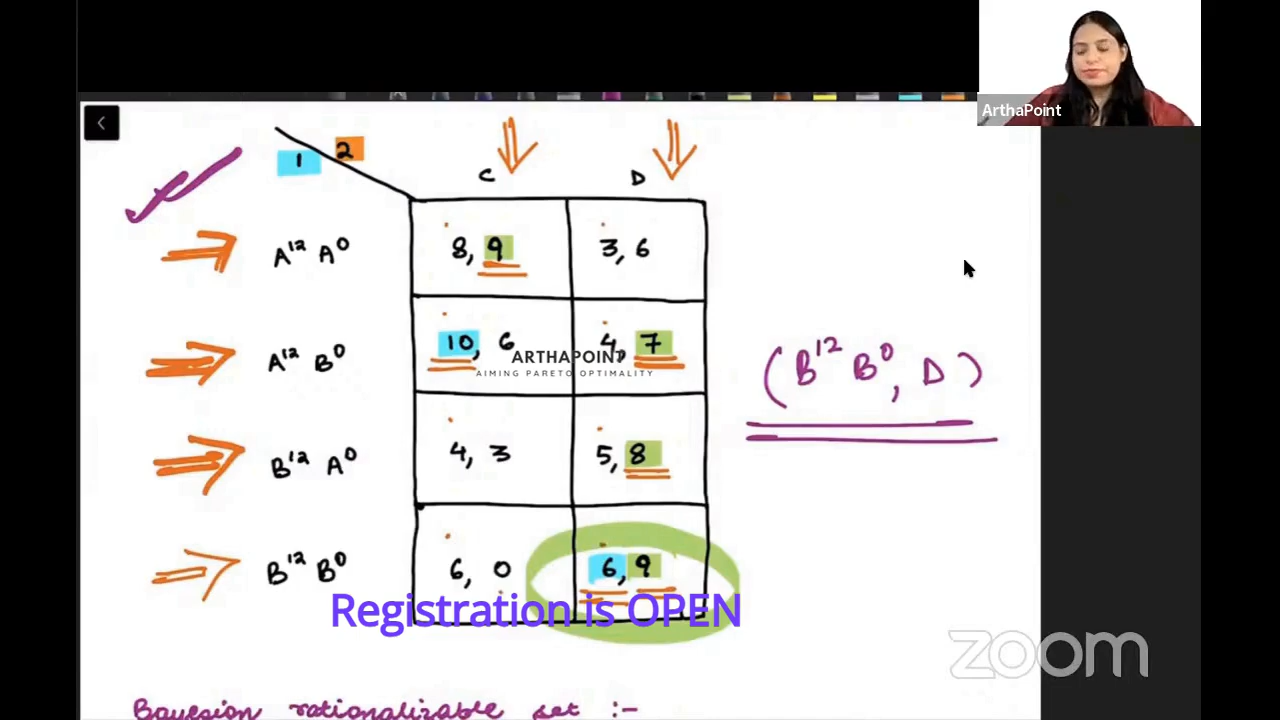 ArthaPoint
1 2
C D
A¹² A⁰ 8, 9 3, 6
A¹² B⁰ 10, 6 4, 7
ARTHAPOINT
AIMING PARETO OPTIMALITY
(B¹² B⁰, D)
B¹² A⁰ 4, 3 5, 8
B¹² B⁰ 6, 0 6, 9
Registration is OPEN
zoom
Bayesian rationalizable set :-